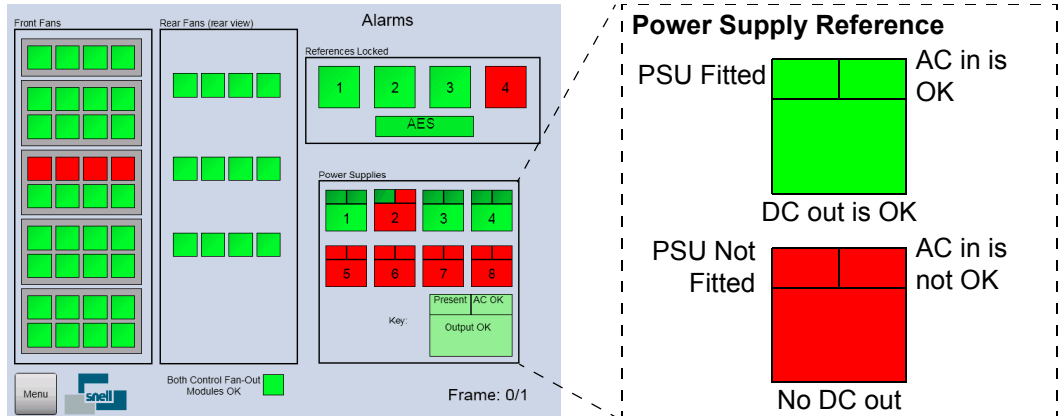 Alarms
Front Fans
Rear Fans (rear view)
References Locked
1 2 3 4
AES
Power Supplies
1 2 3 4
5 6 7 8
Key:
Present AC OK
Output OK
Menu
snell
Both Control Fan-Out
Modules OK
Frame: 0/1
Power Supply Reference
PSU Fitted
AC in is
OK
DC out is OK
PSU Not
Fitted
AC in is
not OK
No DC out